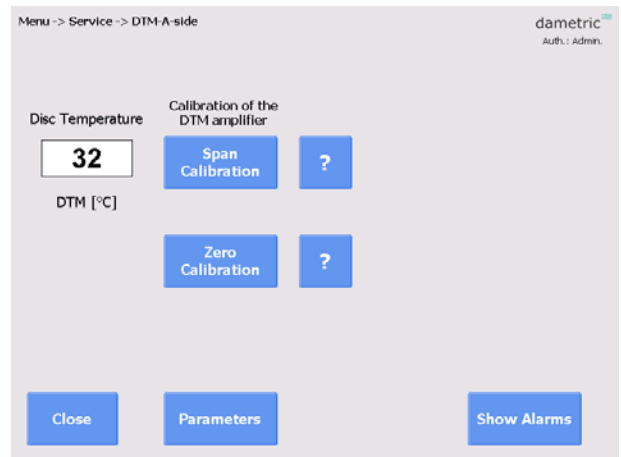 Menu -> Service -> DTM-A-side
dametric
Auth.: Admin.
Disc Temperature
Calibration of the
DTM amplifier
32
Span
Calibration
?
DTM [°C]
Zero
Calibration
?
Close
Parameters
Show Alarms